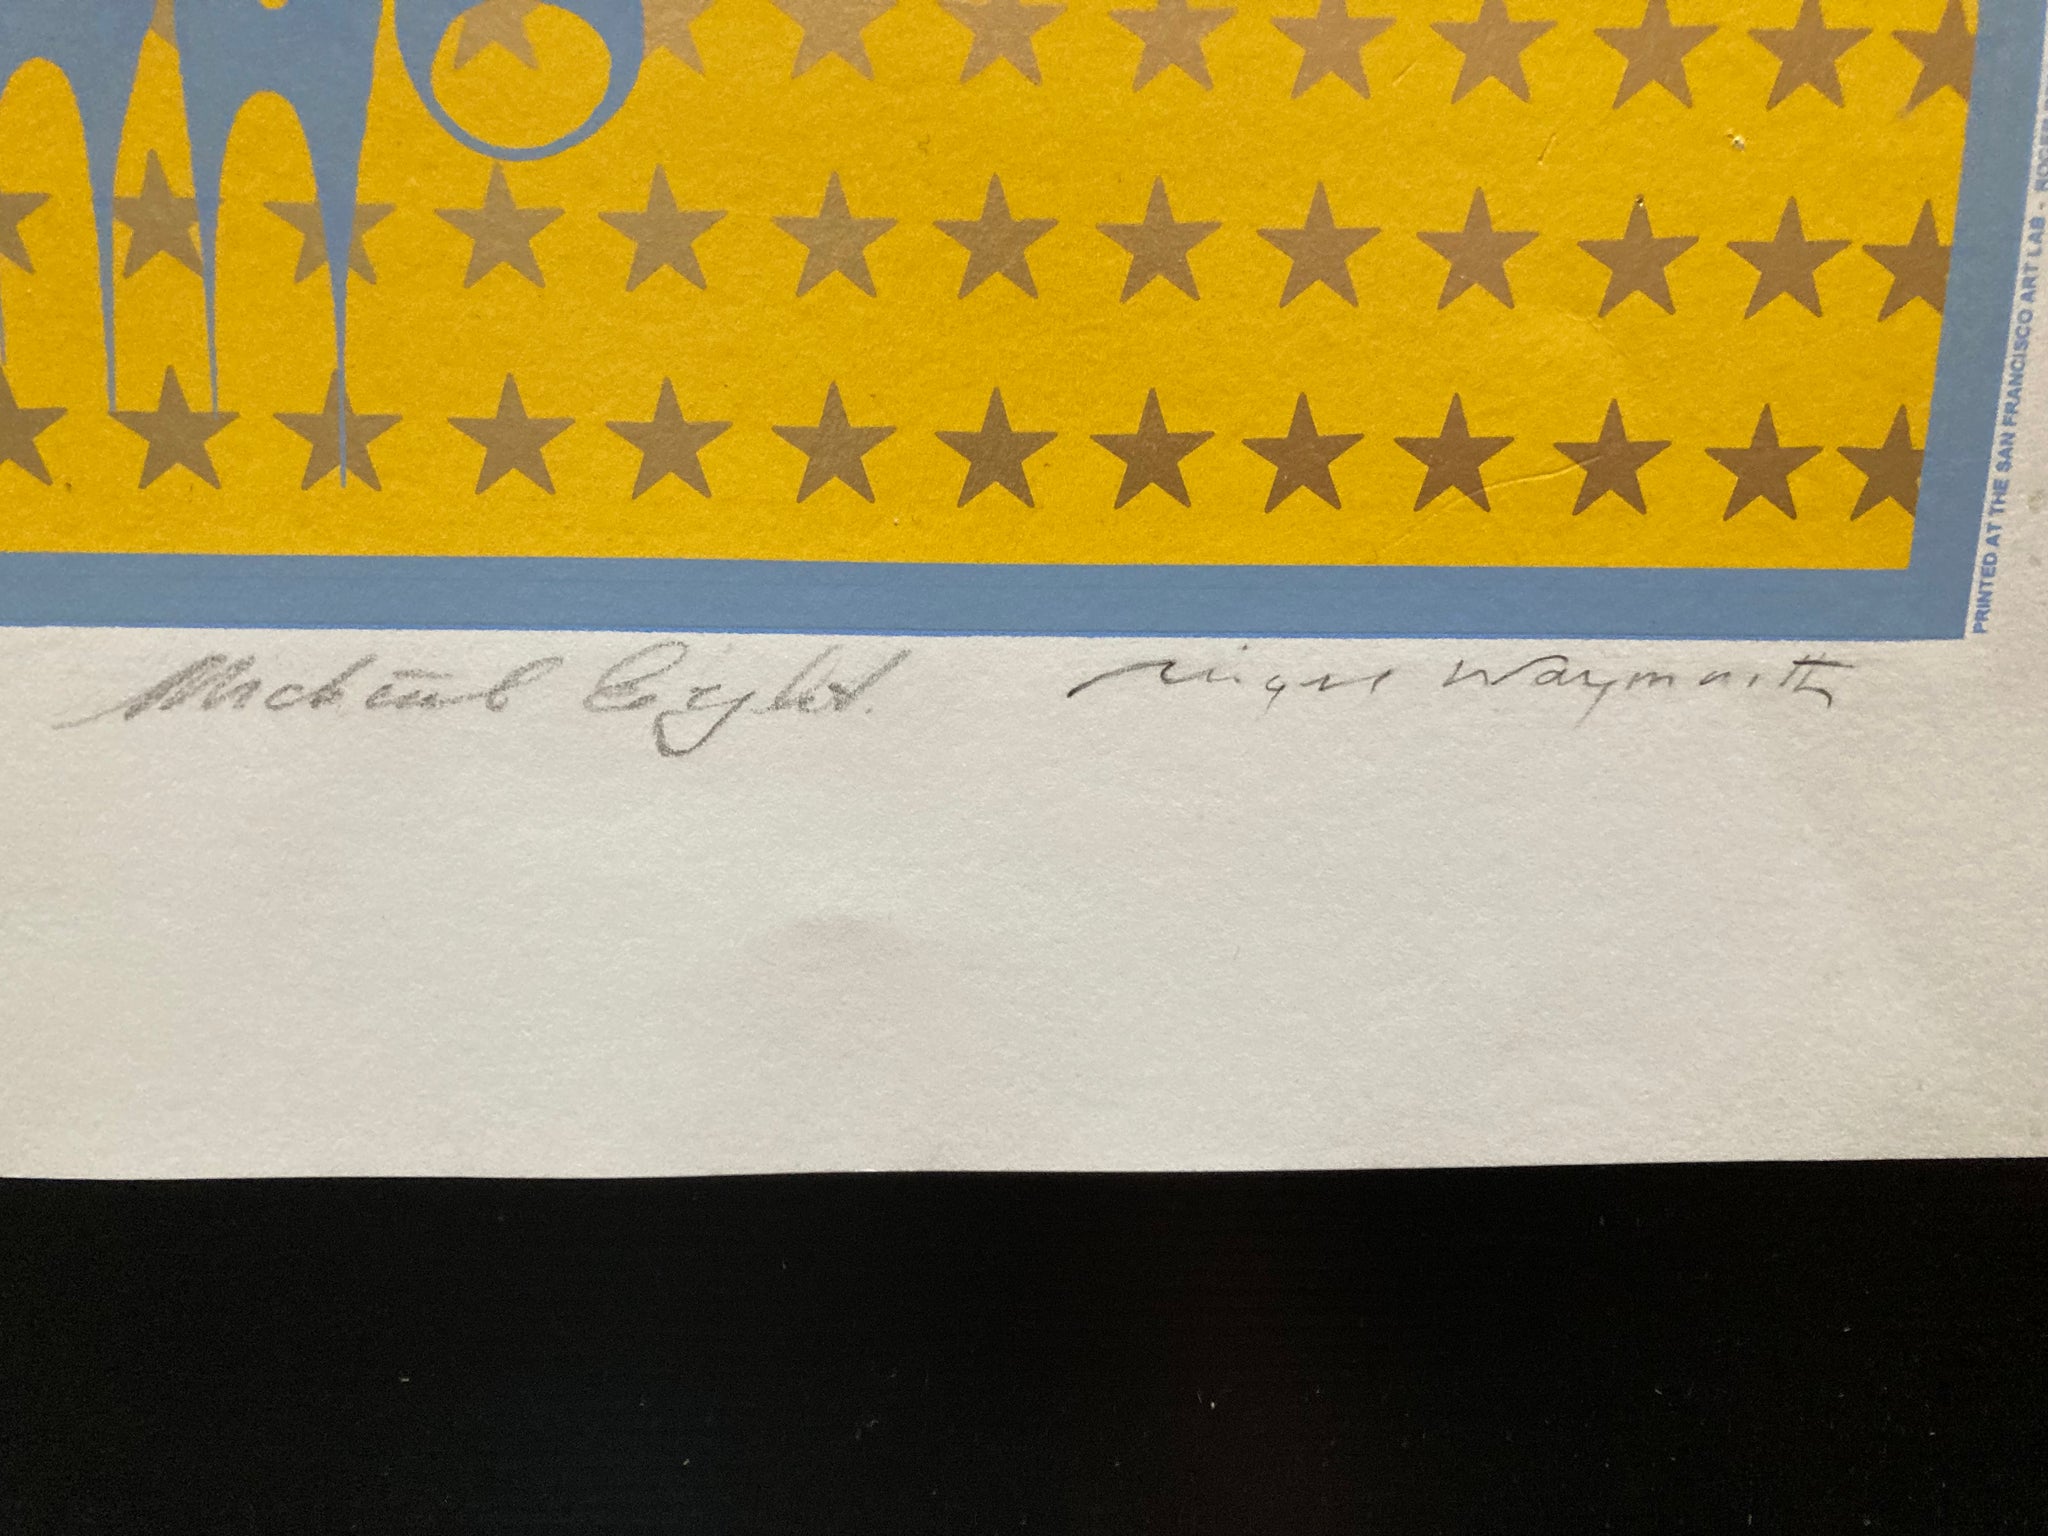 Michael English.
Nigel Waymouth
PRINTED AT THE SAN FRANCISCO ART LAB -